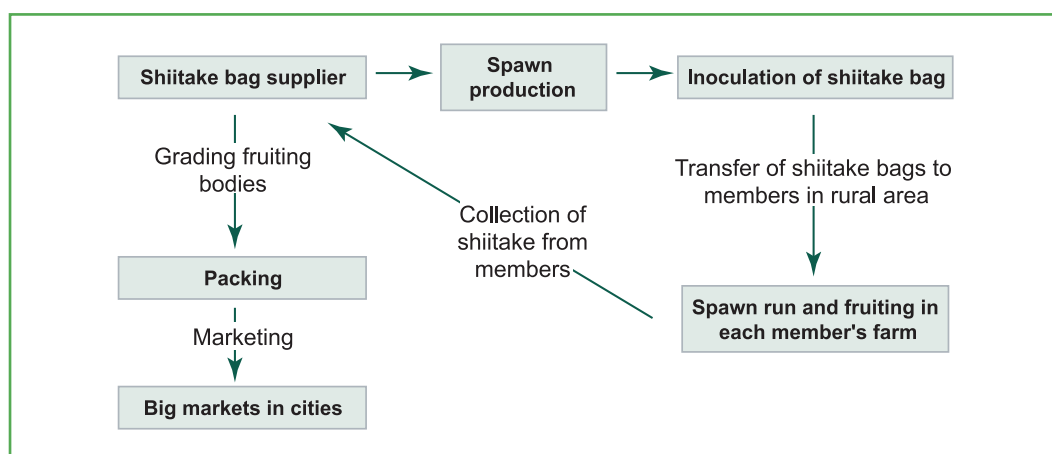 Shiitake bag supplier
Spawn
production
Inoculation of shiitake bag
Grading fruiting
bodies
Transfer of shiitake bags to
members in rural area
Collection of
shiitake from
members
Packing
Spawn run and fruiting in
each member's farm
Marketing
Big markets in cities